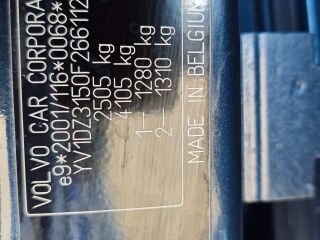 VOLVO CAR CORPORA
e9*2001/116*0068*
YV1DZ3150F266112
2505 kg
4105 kg
1— 1280 kg
2— 1310 kg
MADE IN BELGIUM